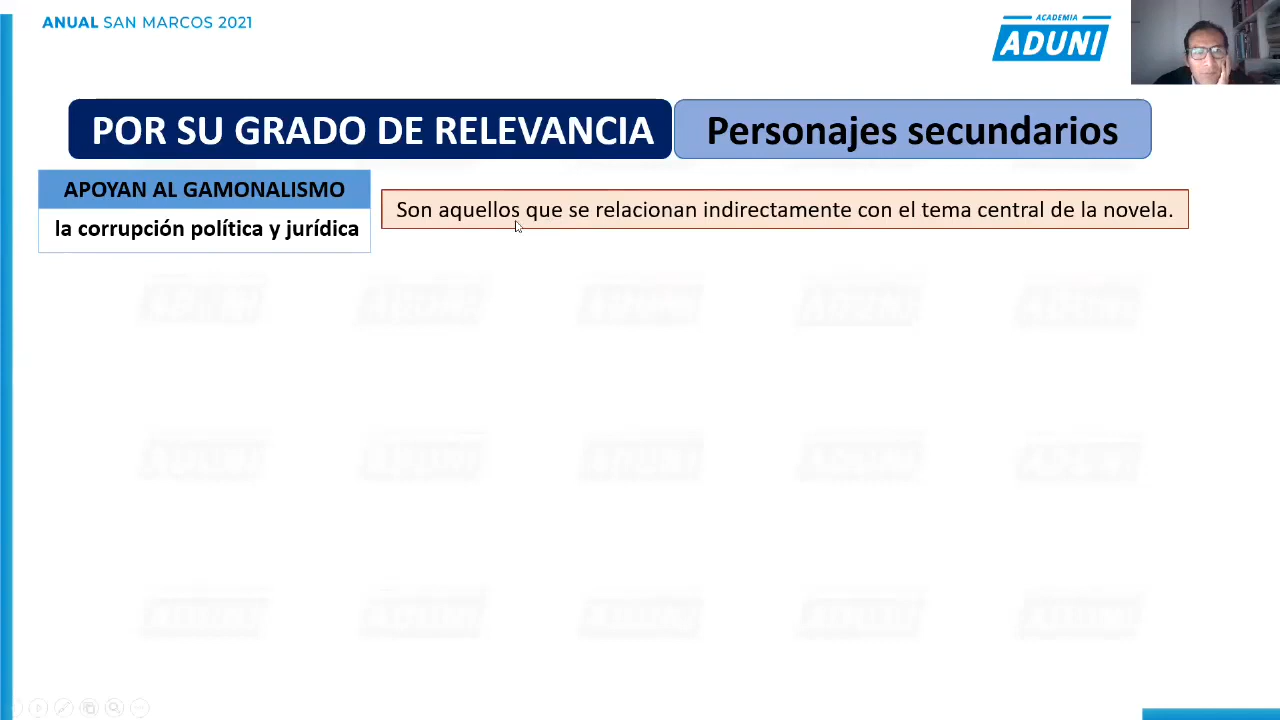 ANUAL SAN MARCOS 2021
ACADEMIA
ADUNI
POR SU GRADO DE RELEVANCIA
Personajes secundarios
APOYAN AL GAMONALISMO
la corrupción política y jurídica
Son aquellos que se relacionan indirectamente con el tema central de la novela.